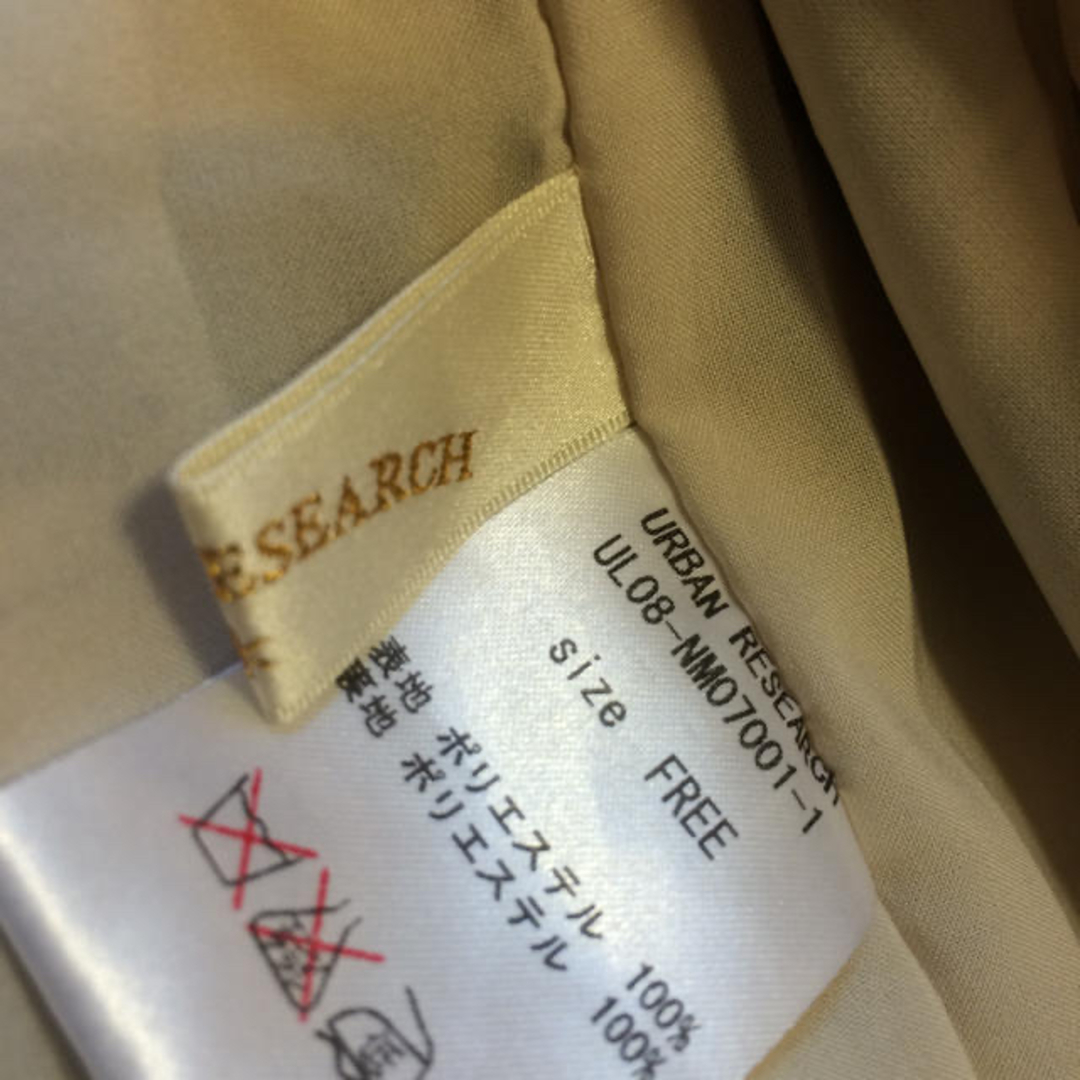 ESEARCH
URBAN RESEARCH
UL08-NM07001-1
size FREE
表地 ポリエステル 100%
裏地 ポリエステル 100%